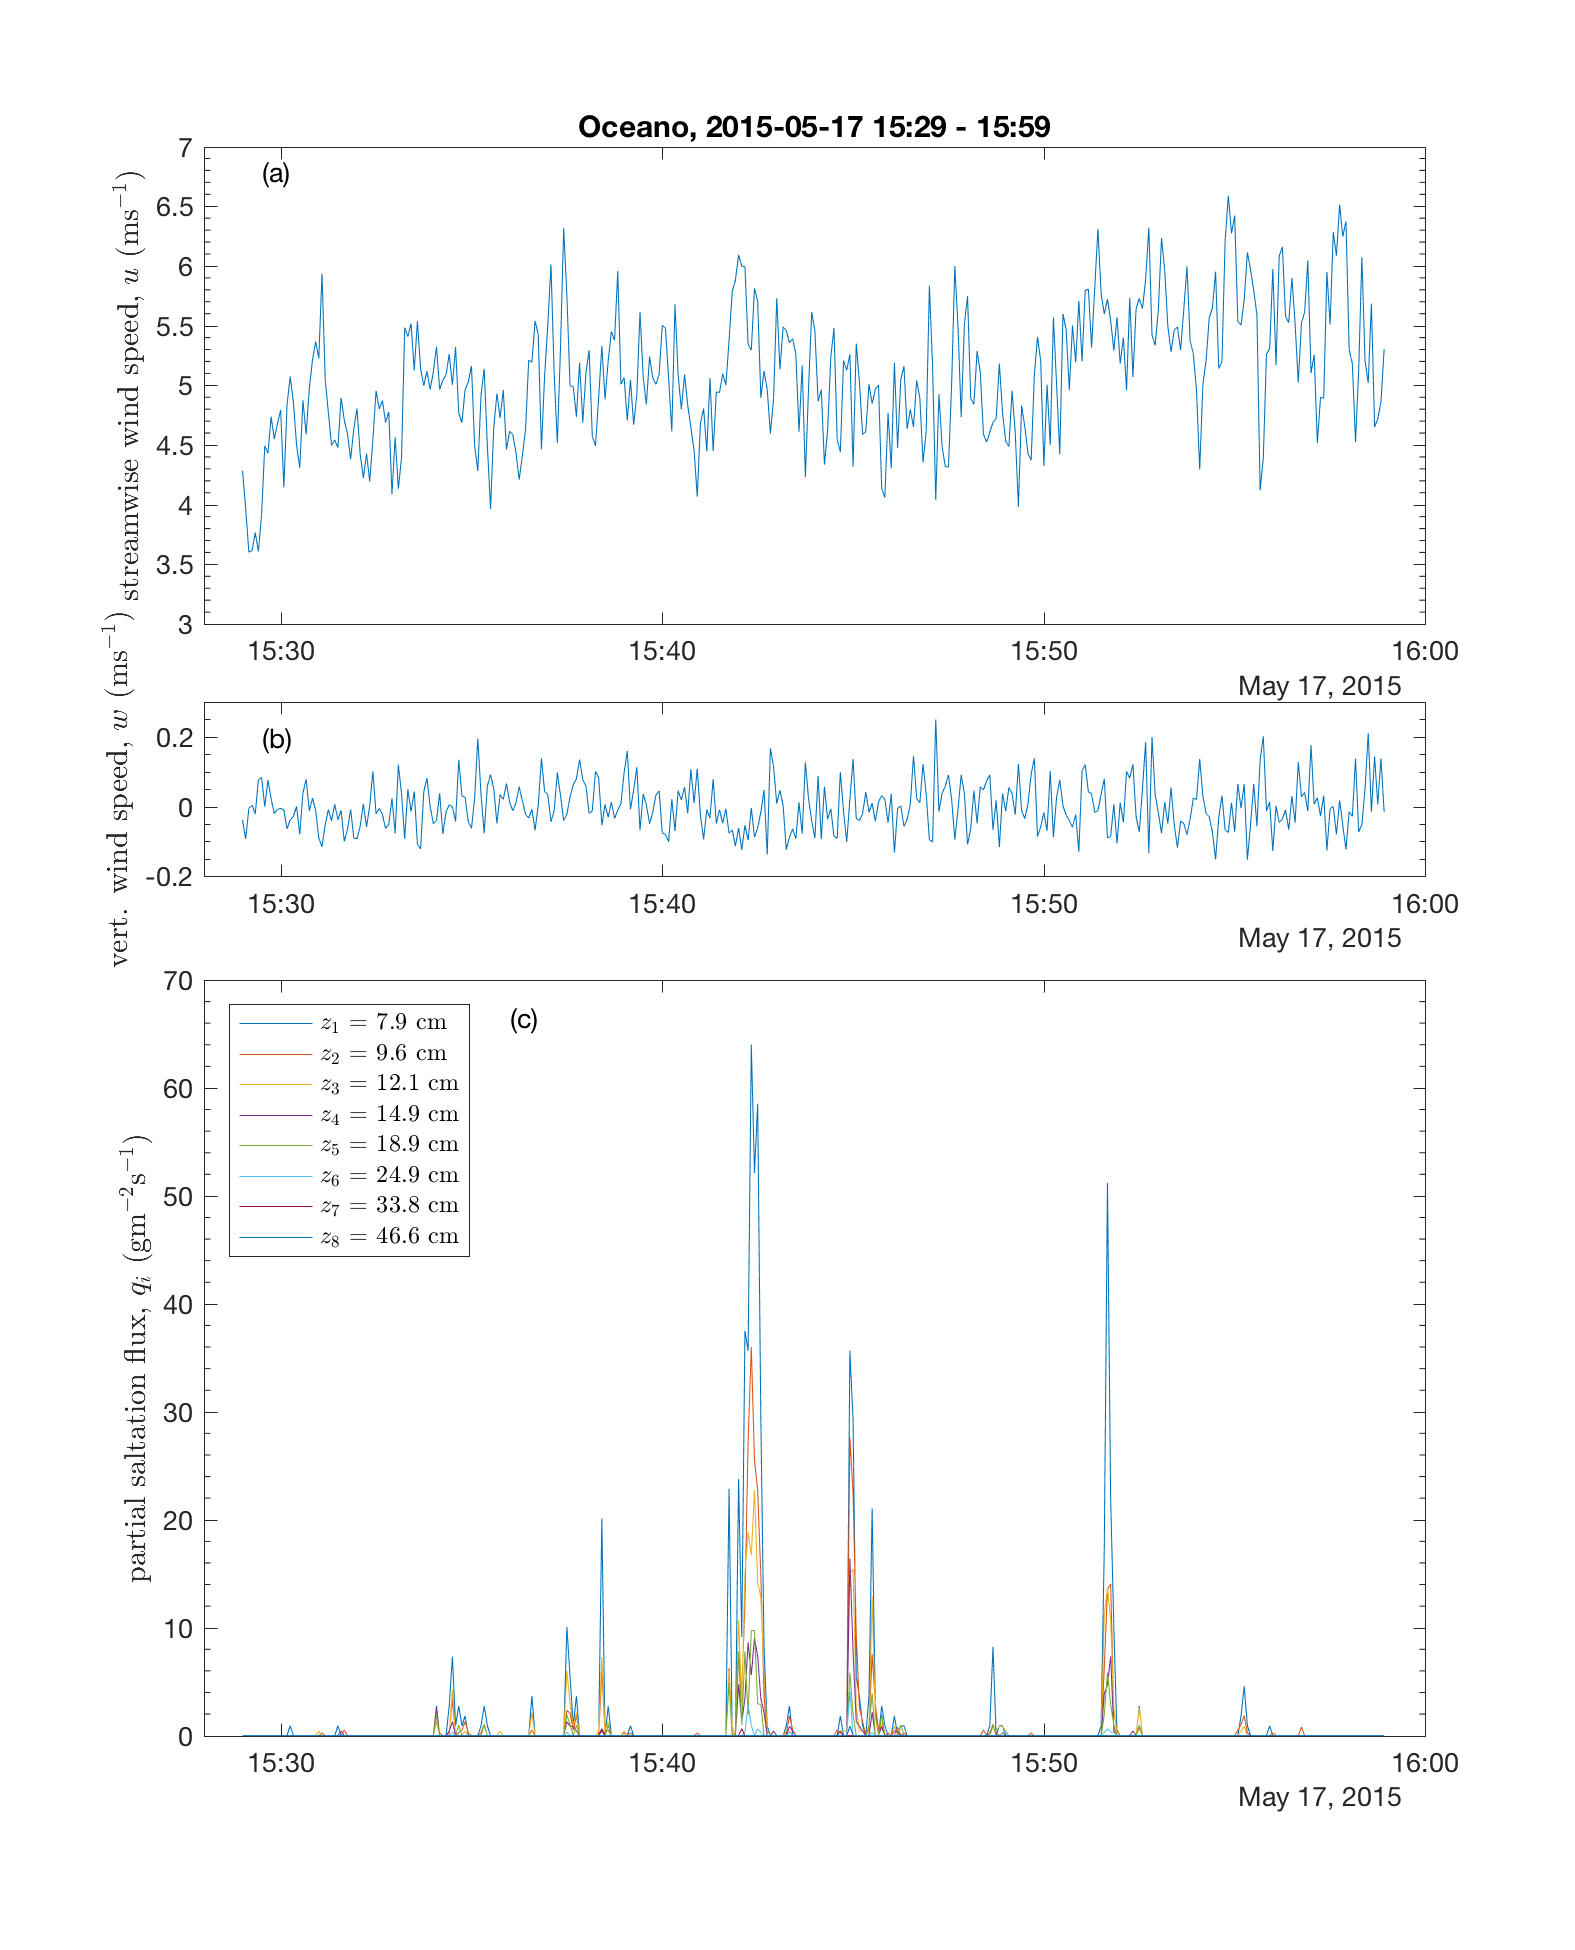 Oceano, 2015-05-17 15:29 - 15:59
(a)
streamwise wind speed, u (ms⁻¹)
7
6.5
6
5.5
5
4.5
4
3.5
3
15:30 15:40 15:50 16:00
May 17, 2015
(b)
vert. wind speed, w (ms⁻¹)
0.2
0
-0.2
15:30 15:40 15:50 16:00
May 17, 2015
(c)
partial saltation flux, qᵢ (gm⁻²s⁻¹)
70
60
50
40
30
20
10
0
z₁ = 7.9 cm
z₂ = 9.6 cm
z₃ = 12.1 cm
z₄ = 14.9 cm
z₅ = 18.9 cm
z₆ = 24.9 cm
z₇ = 33.8 cm
z₈ = 46.6 cm
15:30 15:40 15:50 16:00
May 17, 2015